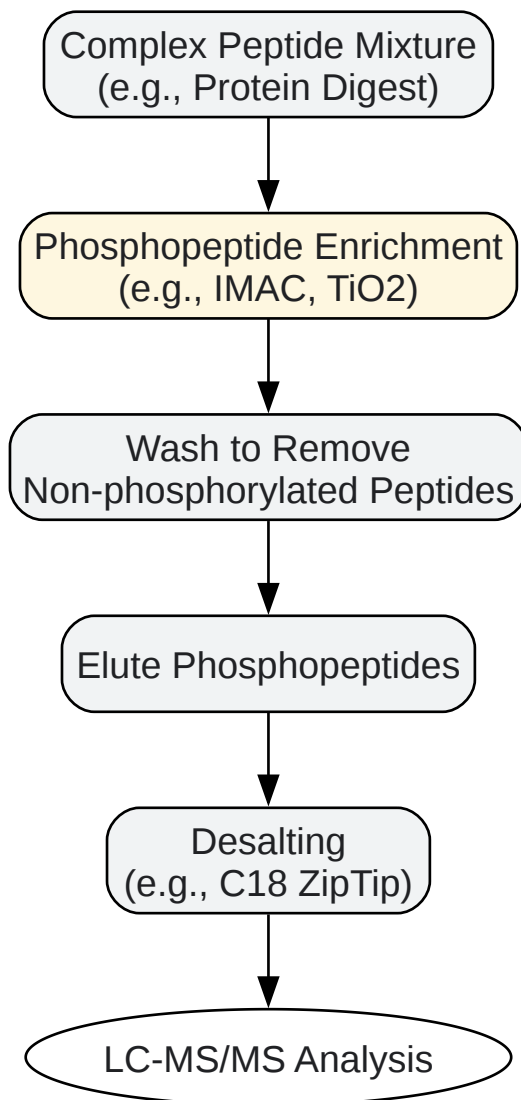 Complex Peptide Mixture
(e.g., Protein Digest)
Phosphopeptide Enrichment
(e.g., IMAC, TiO2)
Wash to Remove
Non-phosphorylated Peptides
Elute Phosphopeptides
Desalting
(e.g., C18 ZipTip)
LC-MS/MS Analysis